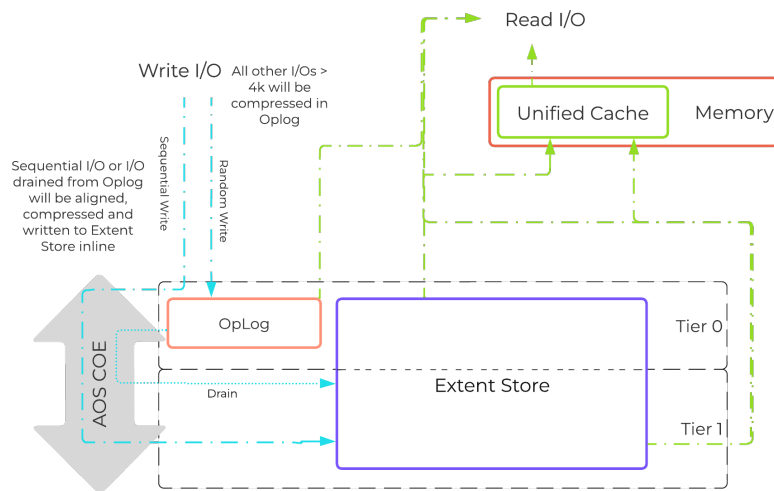 Read I/O
Write I/O
All other I/Os >
4k will be
compressed in
Oplog
Unified Cache
Memory
Sequential I/O or I/O
drained from Oplog
will be aligned,
compressed and
written to Extent
Store inline
Sequential Write
Random Write
OpLog
Tier 0
AOS COE
Extent Store
Drain
Tier 1